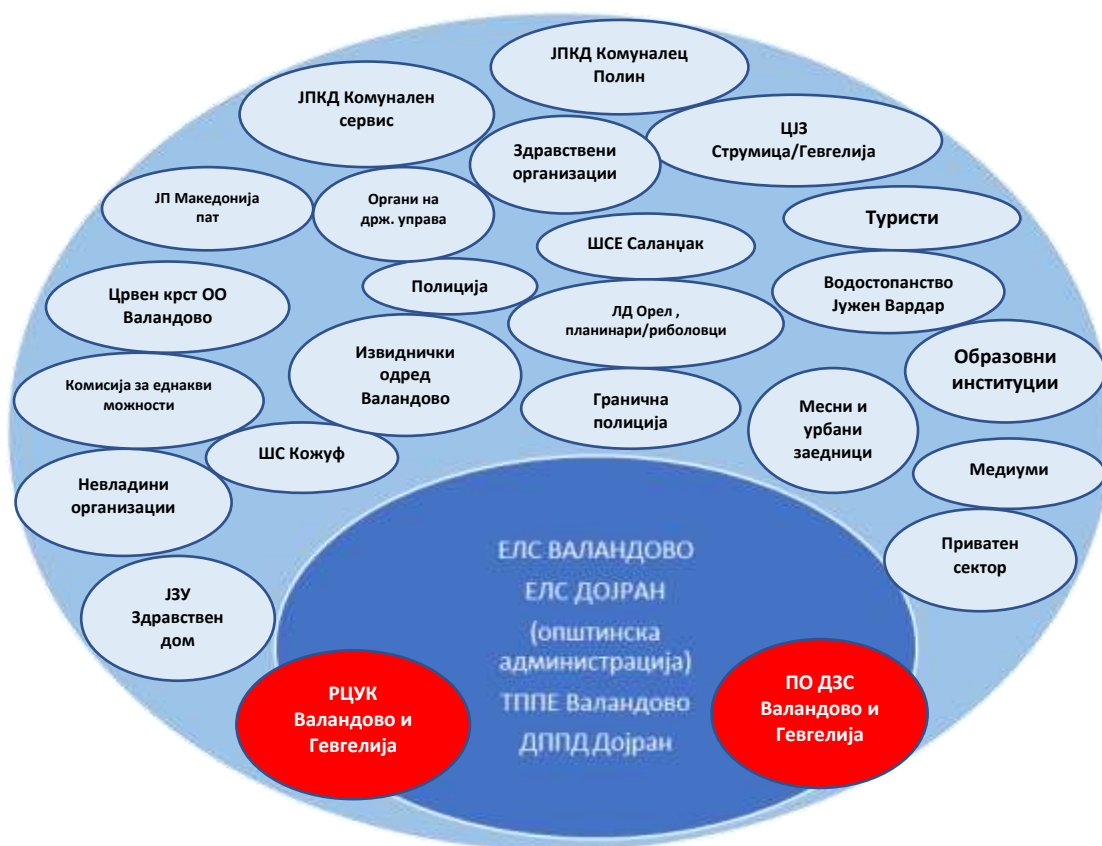 ЈПКД Комуналец
Полин
ЈПКД Комунален
сервис
ЦЈЗ
Струмица/Гевгелија
Здравствени
организации
ЈП Македонија
пат
Органи на
држ. управа
Туристи
ШСЕ Саланџак
Полиција
Водостопанство
Јужен Вардар
Црвен крст ОО
Валандово
ЛД Орел ,
планинари/риболовци
Извиднички
одред
Валандово
Образовни
институции
Комисија за еднакви
можности
Гранична
полиција
Месни и
урбани
заедници
ШС Кожуф
Медиуми
Невладини
организации
Приватен
сектор
ЈЗУ
Здравствен
дом
ЕЛС ВАЛАНДОВО
ЕЛС ДОЈРАН
(општинска
администрација)
ТППЕ Валандово
ДППД Дојран
РЦУК
Валандово и
Гевгелија
ПО ДЗС
Валандово и
Гевгелија